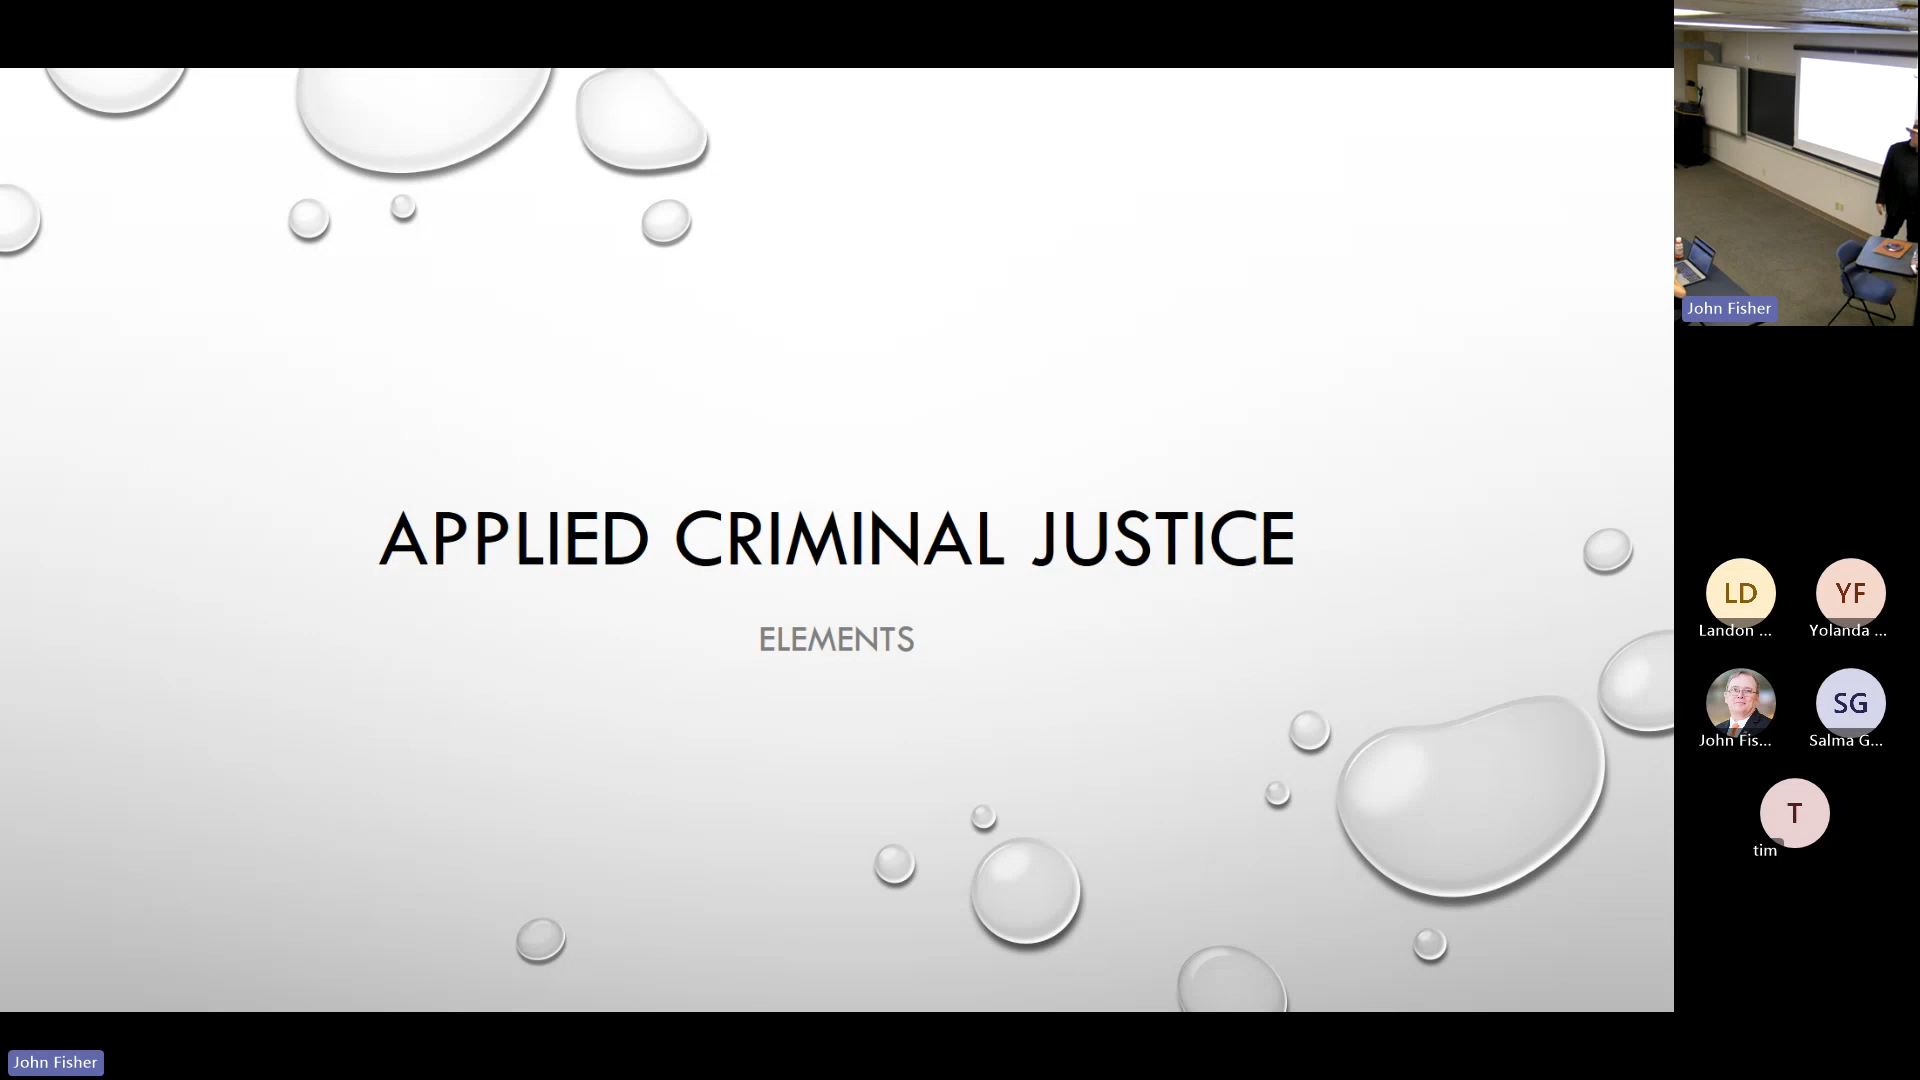 APPLIED CRIMINAL JUSTICE
ELEMENTS
John Fisher
LD
YF
Landon ...
Yolanda ...
SG
John Fis...
Salma G...
T
tim
John Fisher